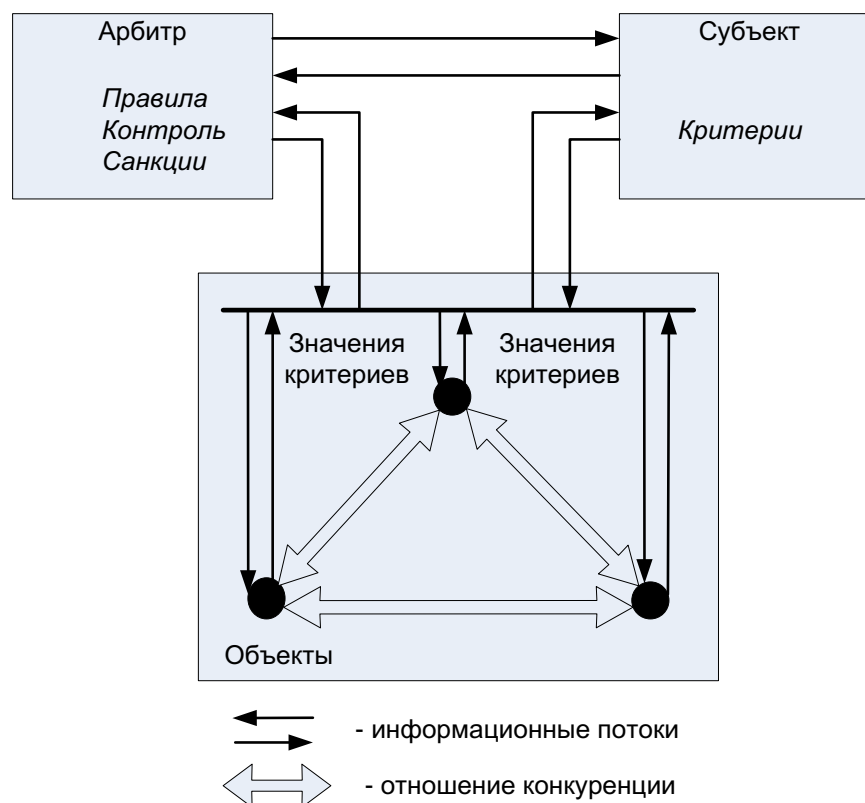 Арбитр
Правила
Контроль
Санкции
Субъект
Критерии
Значения
критериев
Значения
критериев
Объекты
- информационные потоки
- отношение конкуренции